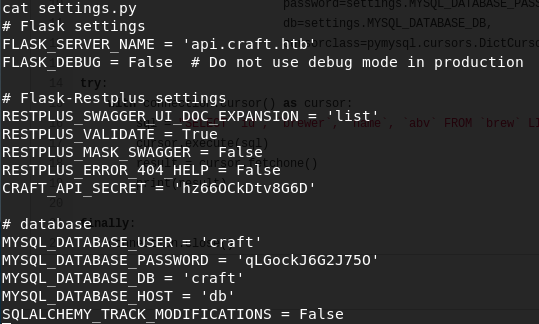 cat settings.py
# Flask settings
FLASK_SERVER_NAME = 'api.craft.htb'
FLASK_DEBUG = False  # Do not use debug mode in production

# Flask-Restplus settings
RESTPLUS_SWAGGER_UI_DOC_EXPANSION = 'list'
RESTPLUS_VALIDATE = True
RESTPLUS_MASK_SWAGGER = False
RESTPLUS_ERROR_404_HELP = False
CRAFT_API_SECRET = 'hz66OCkDtv8G6D'

# database
MYSQL_DATABASE_USER = 'craft'
MYSQL_DATABASE_PASSWORD = 'qLGockJ6G2J75O'
MYSQL_DATABASE_DB = 'craft'
MYSQL_DATABASE_HOST = 'db'
SQLALCHEMY_TRACK_MODIFICATIONS = False